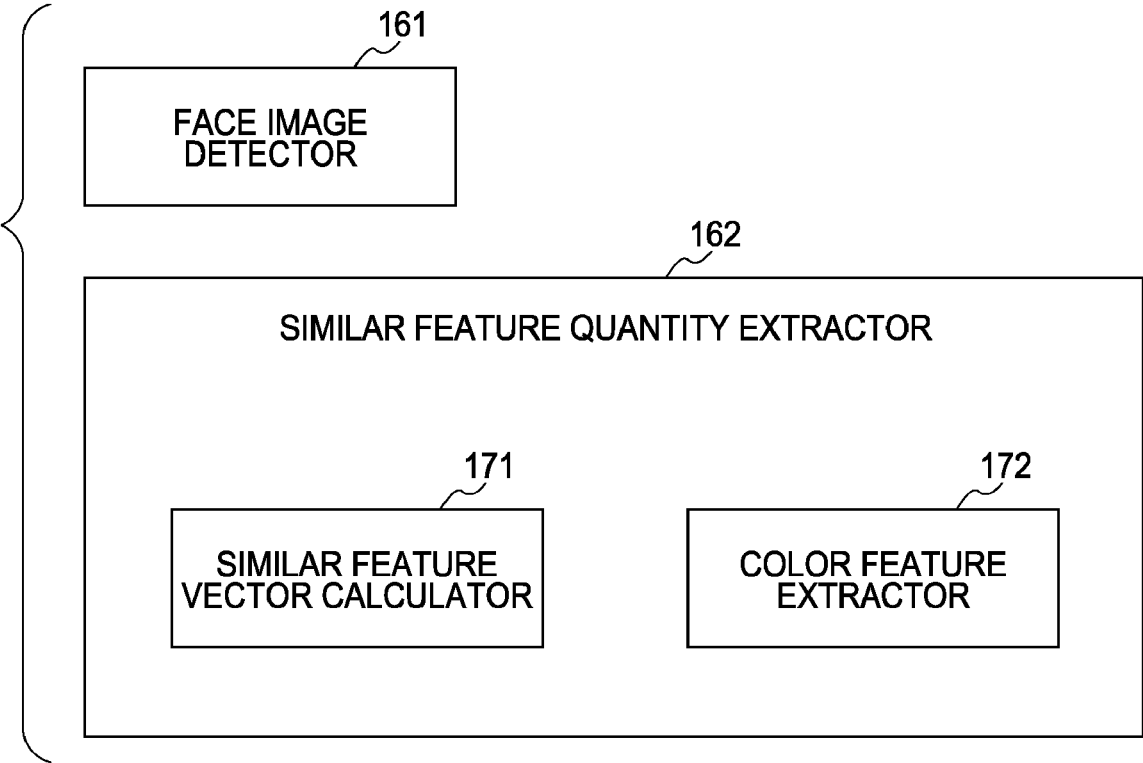 161
FACE IMAGE
DETECTOR
162
SIMILAR FEATURE QUANTITY EXTRACTOR
171
SIMILAR FEATURE
VECTOR CALCULATOR
172
COLOR FEATURE
EXTRACTOR